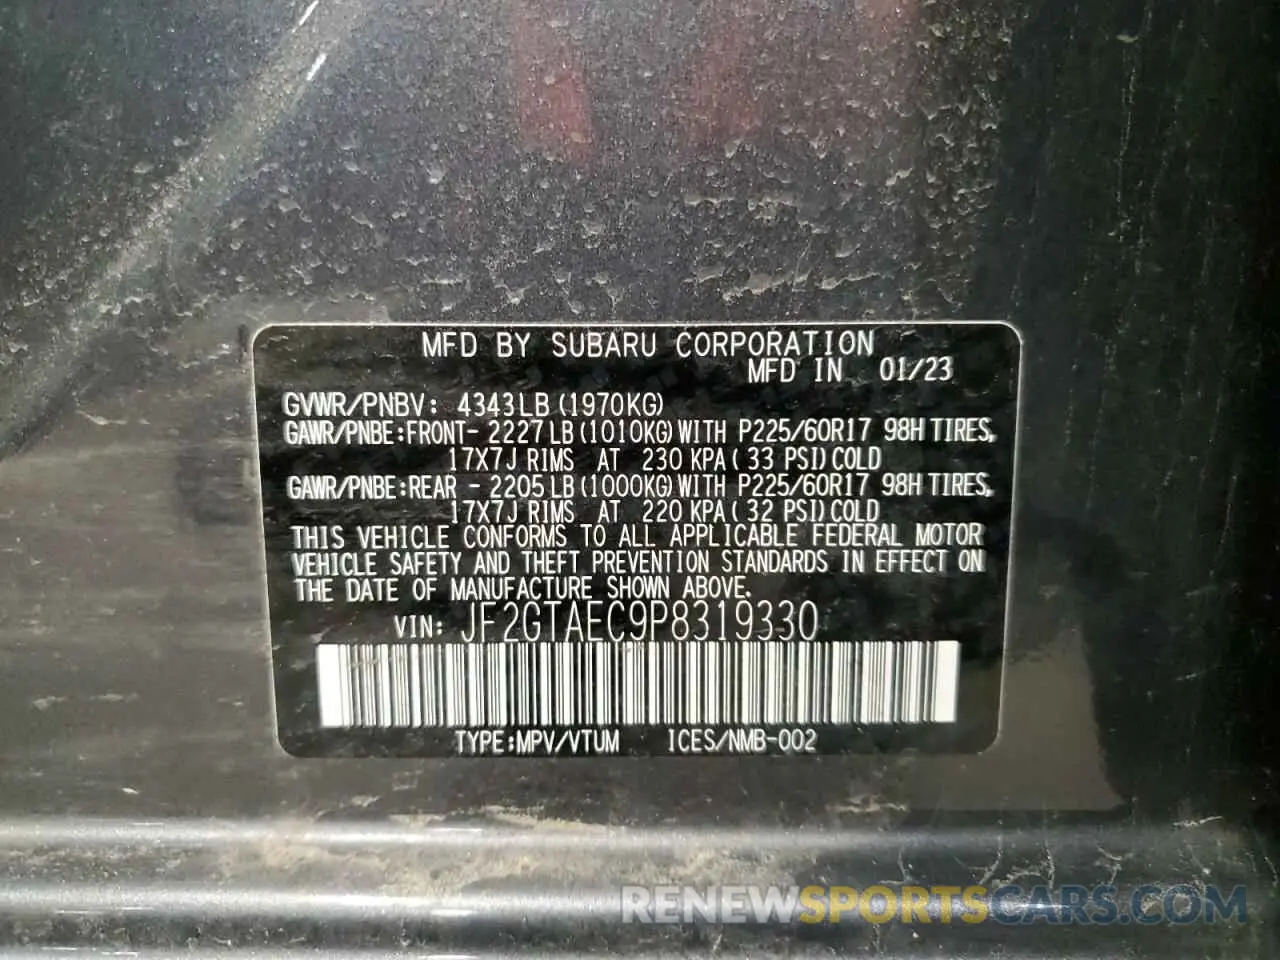 MFD BY SUBARU CORPORATION
MFD IN 01/23
GVWR/PNBV: 4343LB (1970KG)
GAWR/PNBE:FRONT- 2227LB (1010KG) WITH P225/60R17 98H TIRES,
17X7J RIMS AT 230 KPA (33 PSI) COLD
GAWR/PNBE:REAR - 2205LB (1000KG) WITH P225/60R17 98H TIRES,
17X7J RIMS AT 220 KPA (32 PSI) COLD
THIS VEHICLE CONFORMS TO ALL APPLICABLE FEDERAL MOTOR
VEHICLE SAFETY AND THEFT PREVENTION STANDARDS IN EFFECT ON
THE DATE OF MANUFACTURE SHOWN ABOVE.
VIN: JF2GTAEC9P8319330
TYPE:MPV/VTUM ICES/NMB-002
RENEWSPORTSCARS.COM